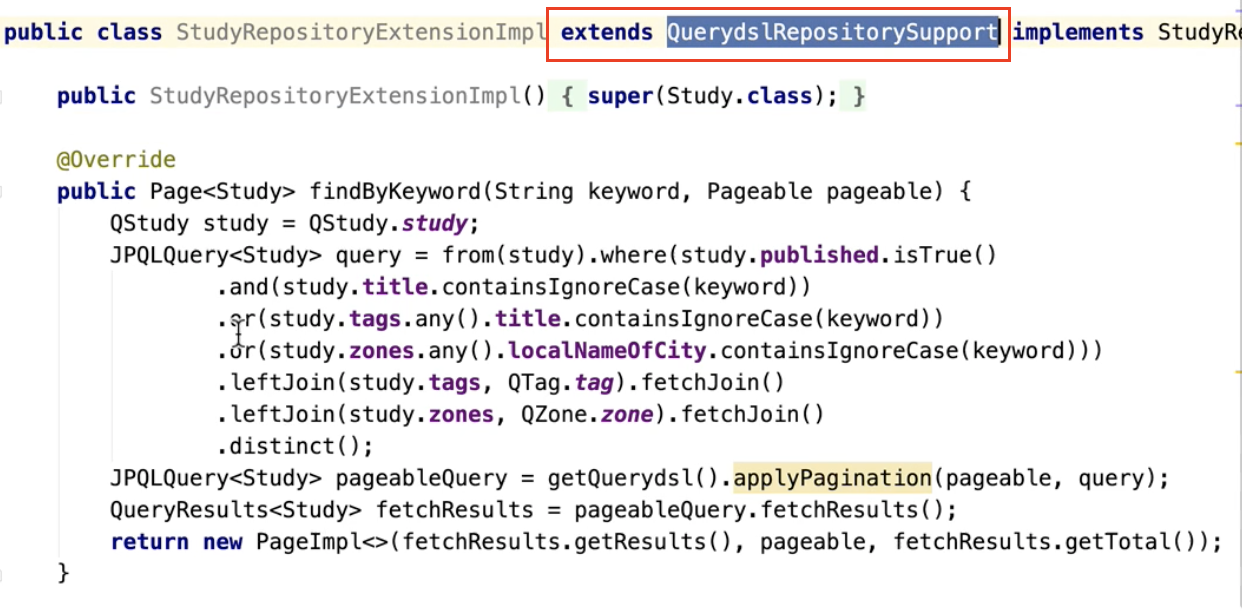 public class StudyRepositoryExtensionImpl extends QuerydslRepositorySupport implements StudyRe
public StudyRepositoryExtensionImpl() { super(Study.class); }
@Override
public Page<Study> findByKeyword(String keyword, Pageable pageable) {
QStudy study = QStudy.study;
JPQLQuery<Study> query = from(study).where(study.published.isTrue()
.and(study.title.containsIgnoreCase(keyword))
.or(study.tags.any().title.containsIgnoreCase(keyword))
.or(study.zones.any().localNameOfCity.containsIgnoreCase(keyword)))
.leftJoin(study.tags, QTag.tag).fetchJoin()
.leftJoin(study.zones, QZone.zone).fetchJoin()
.distinct();
JPQLQuery<Study> pageableQuery = getQuerydsl().applyPagination(pageable, query);
QueryResults<Study> fetchResults = pageableQuery.fetchResults();
return new PageImpl<>(fetchResults.getResults(), pageable, fetchResults.getTotal());
}